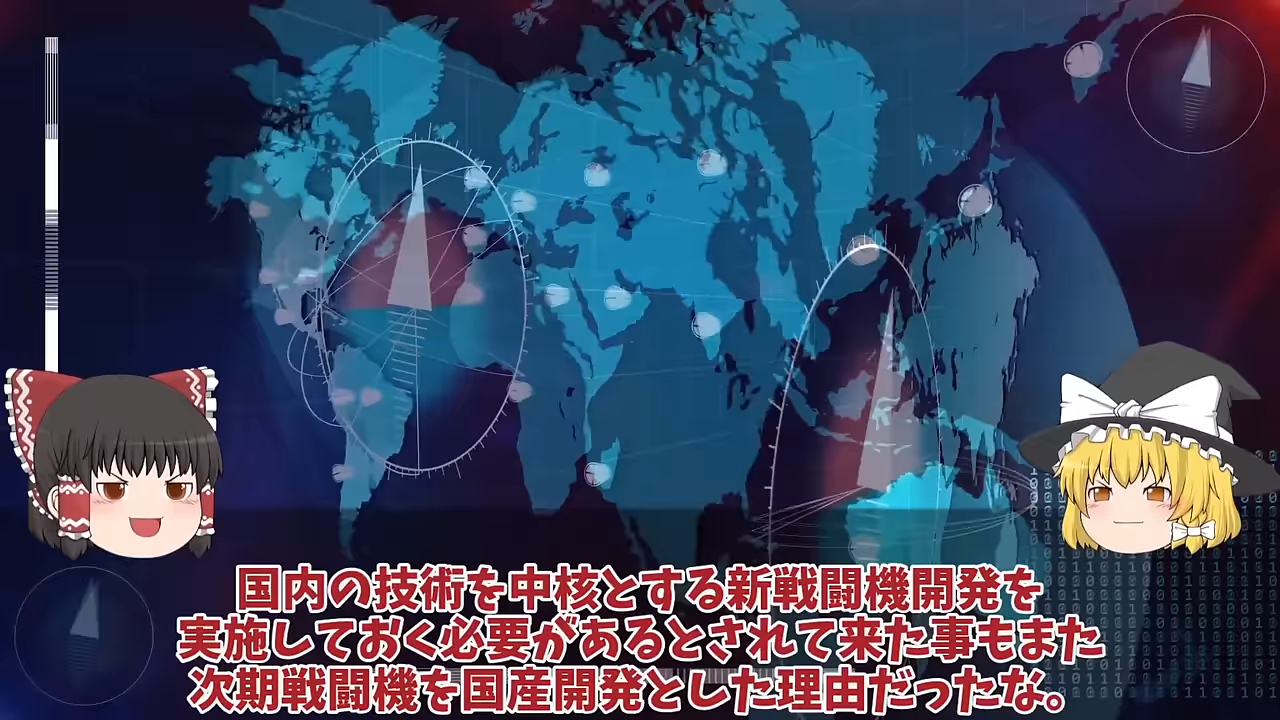 国内の技術を中核とする新戦闘機開発を
実施しておく必要があるとされて来た事もまた
次期戦闘機を国産開発とした理由だったな。